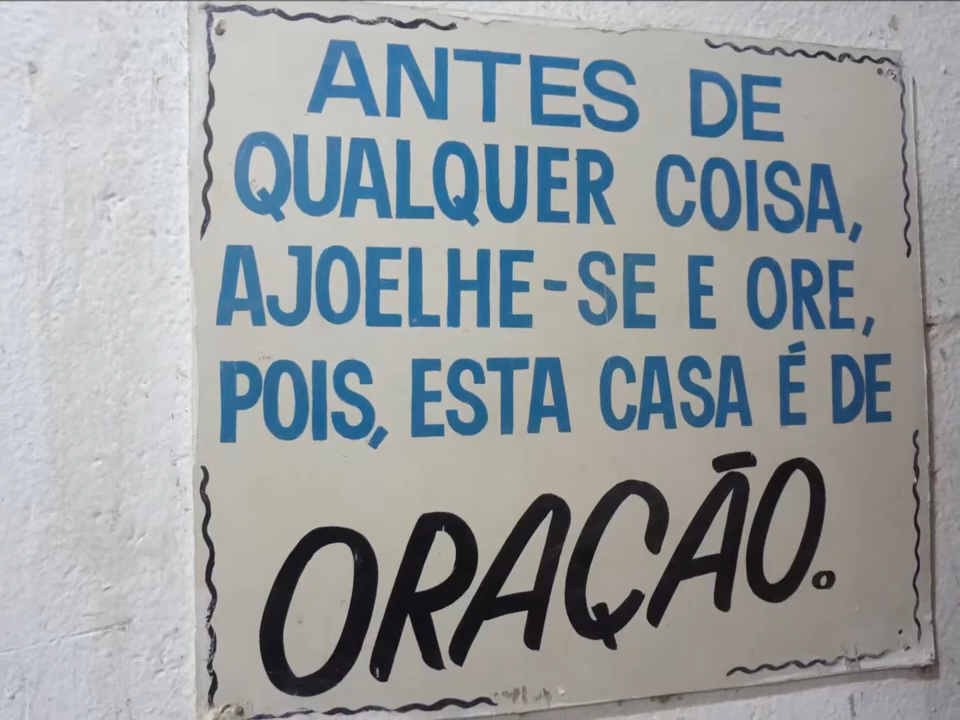 ANTES DE
QUALQUER COISA,
AJOELHE-SE E ORE,
POIS, ESTA CASA É DE
ORAÇÃO.